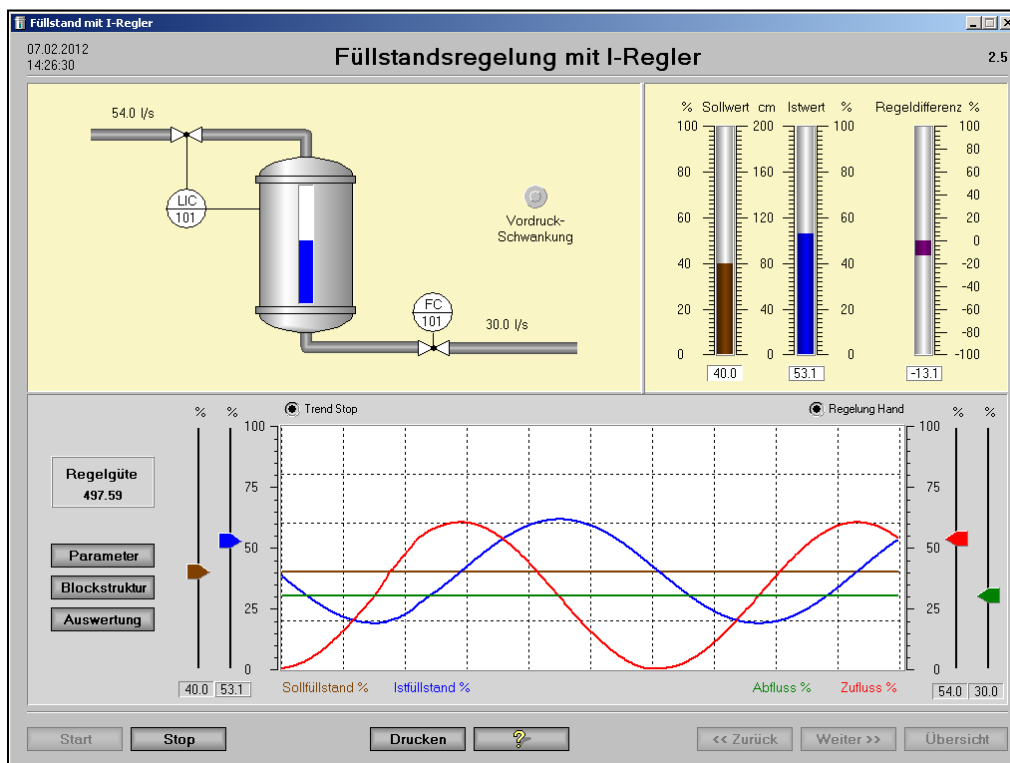 Füllstand mit I-Regler
07.02.2012
14:26:30
Füllstandsregelung mit I-Regler
2.5
54.0 l/s
LIC
101
Vordruck-
Schwankung
FC
101
30.0 l/s
% Sollwert cm Istwert % Regeldifferenz %
100 200 100 100
80
80 160 80 60
40
60 120 60 20
0
40 80 40 -20
-40
20 40 20 -60
-80
0 0 0 -100
40.0 53.1 -13.1
% % Trend Stop Regelung Hand % %
100 100
Regelgüte
497.59
75 75
Parameter
50 50
Blockstruktur
Auswertung
25 25
0 0
40.0 53.1 Sollfüllstand % Istfüllstand % Abfluss % Zufluss % 54.0 30.0
Start Stop Drucken ? << Zurück Weiter >> Übersicht